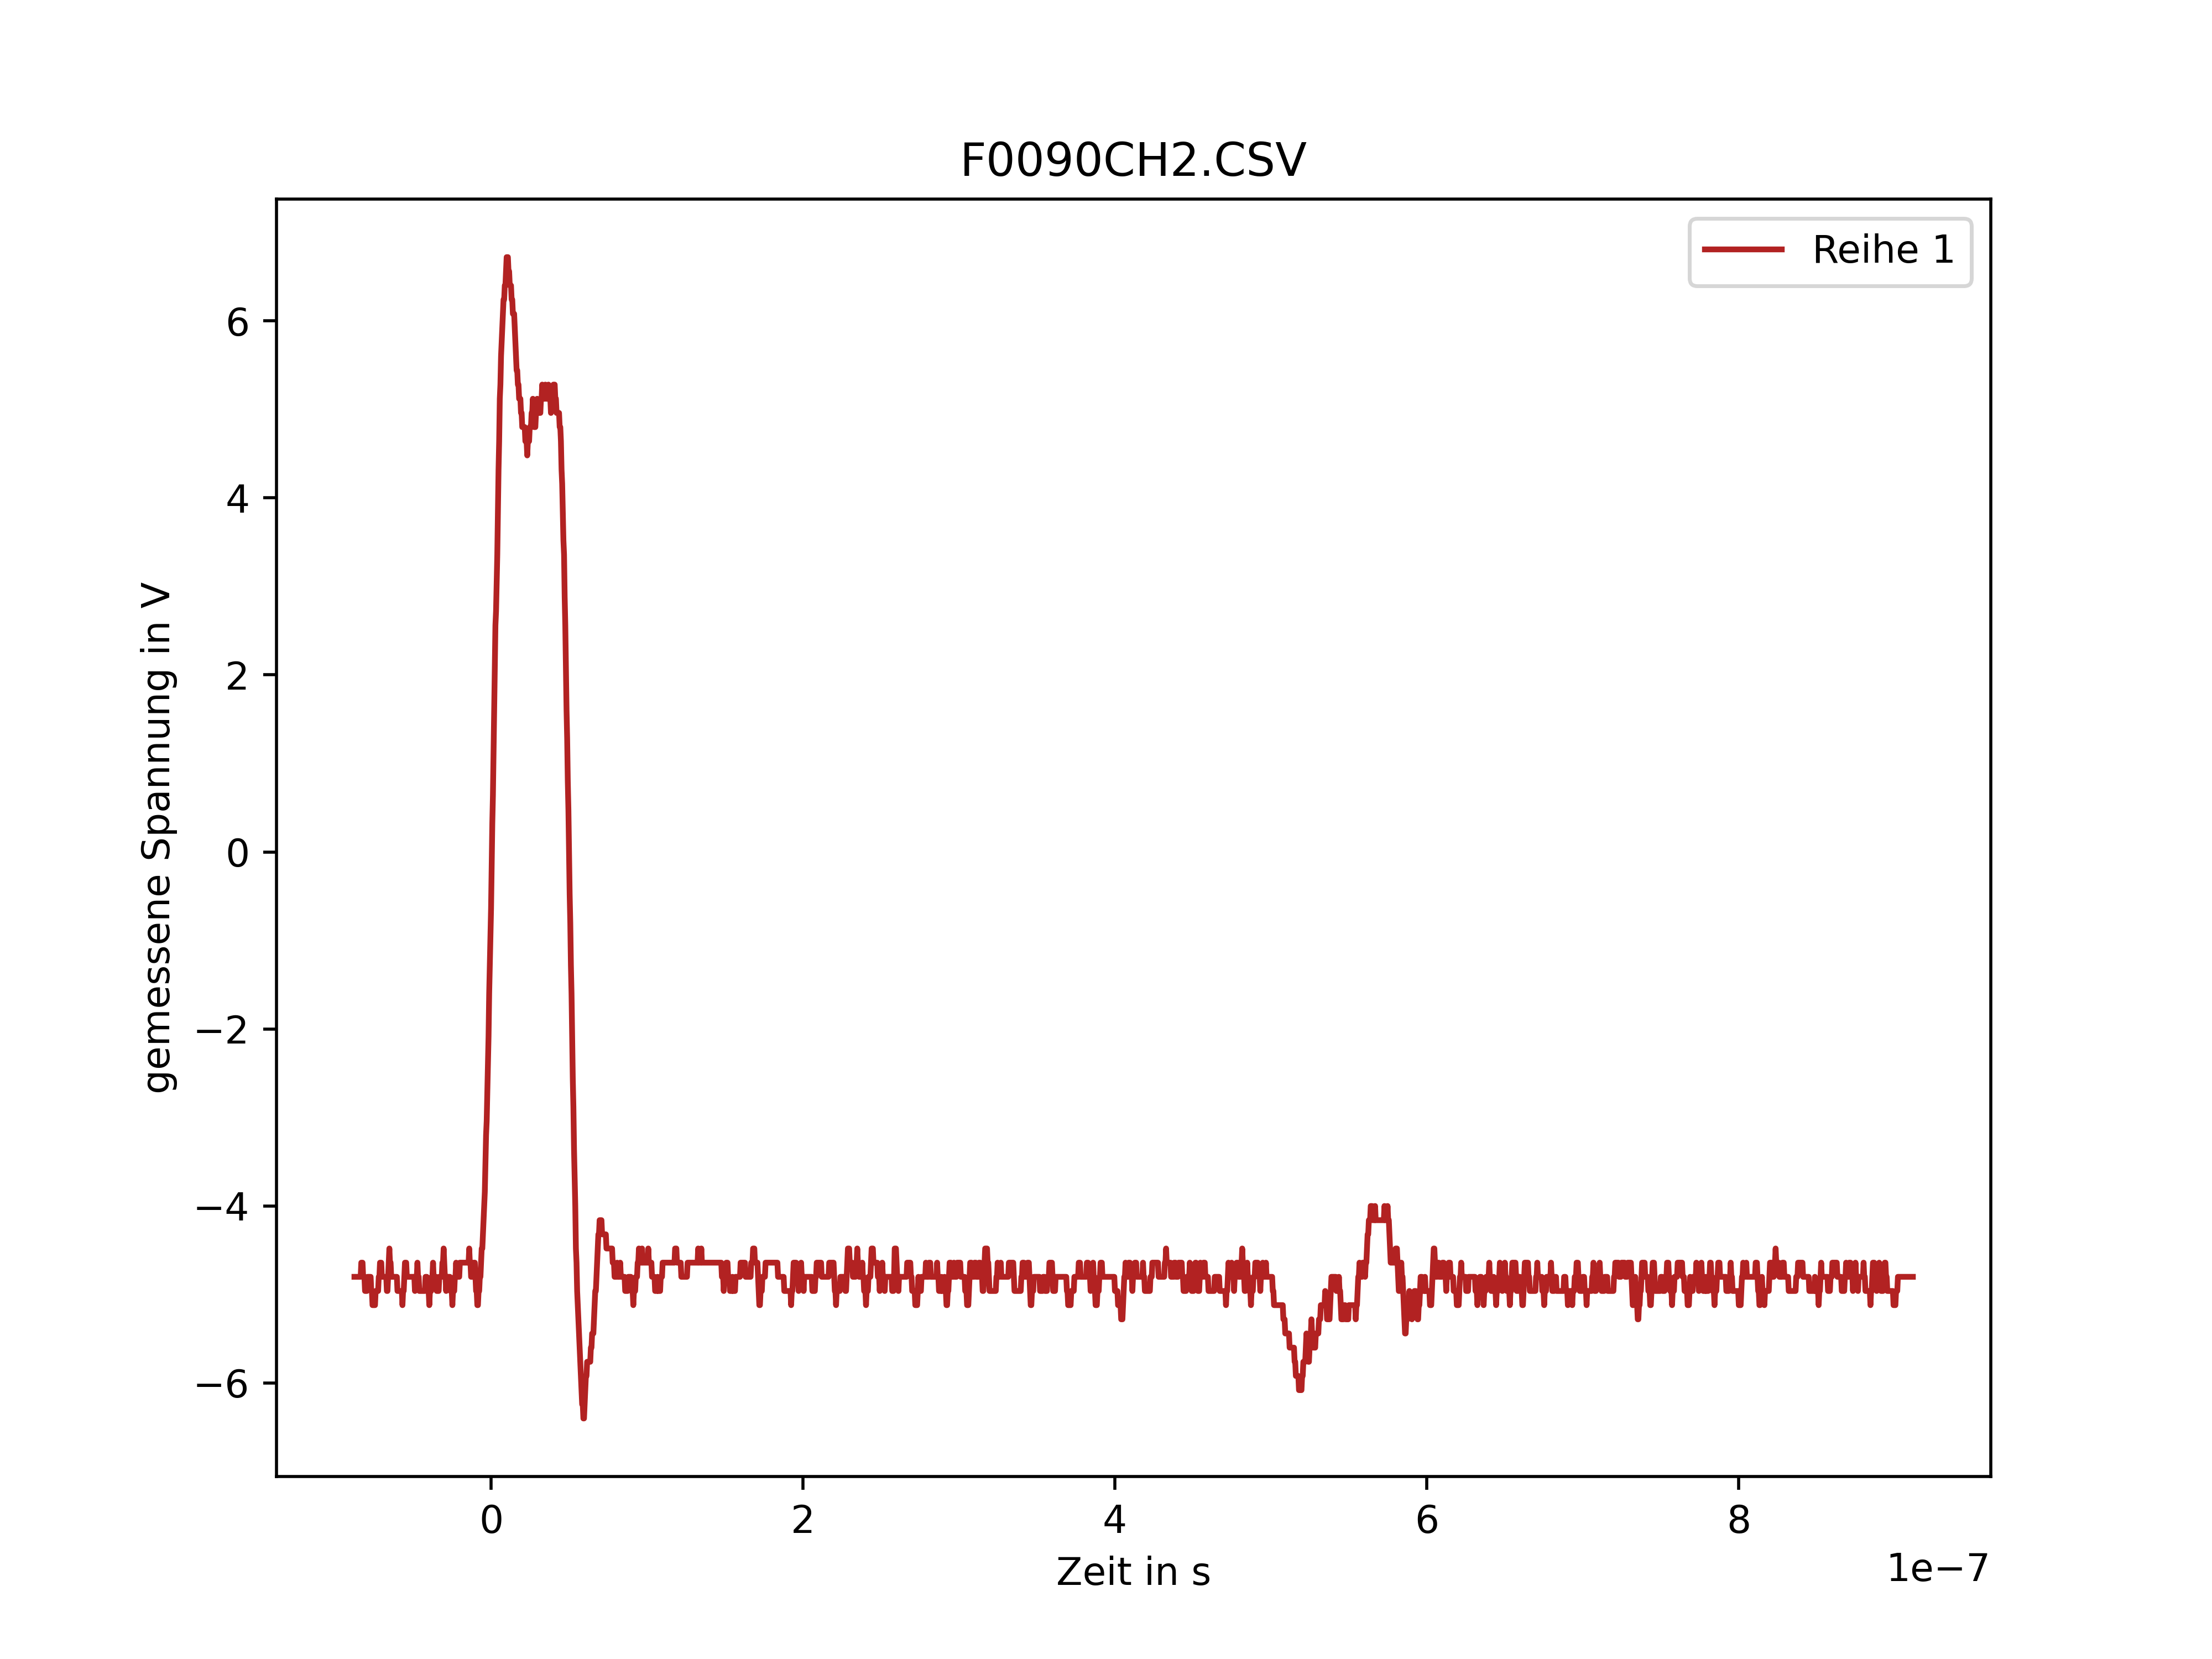 F0090CH2.CSV
Reihe 1
gemessene Spannung in V
6
4
2
0
−2
−4
−6
0 2 4 6 8
Zeit in s
1e−7